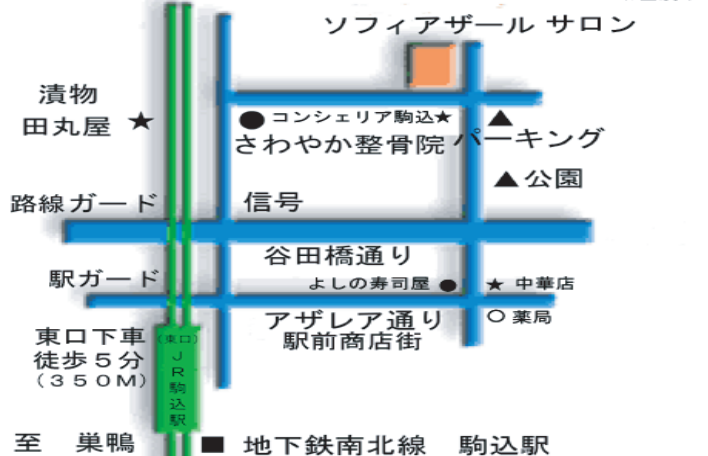 ソフィアザール サロン
漬物
田丸屋 ★
● コンシェリア駒込★
さわやか整骨院
▲
パーキング
▲公園
路線ガード
信号
谷田橋通り
駅ガード
よしの寿司屋 ●
★ 中華店
アザレア通り
駅前商店街
○ 薬局
東口下車
徒歩5分
(350M)
(東口)
JR駒込駅
至 巣鴨
■ 地下鉄南北線 駒込駅